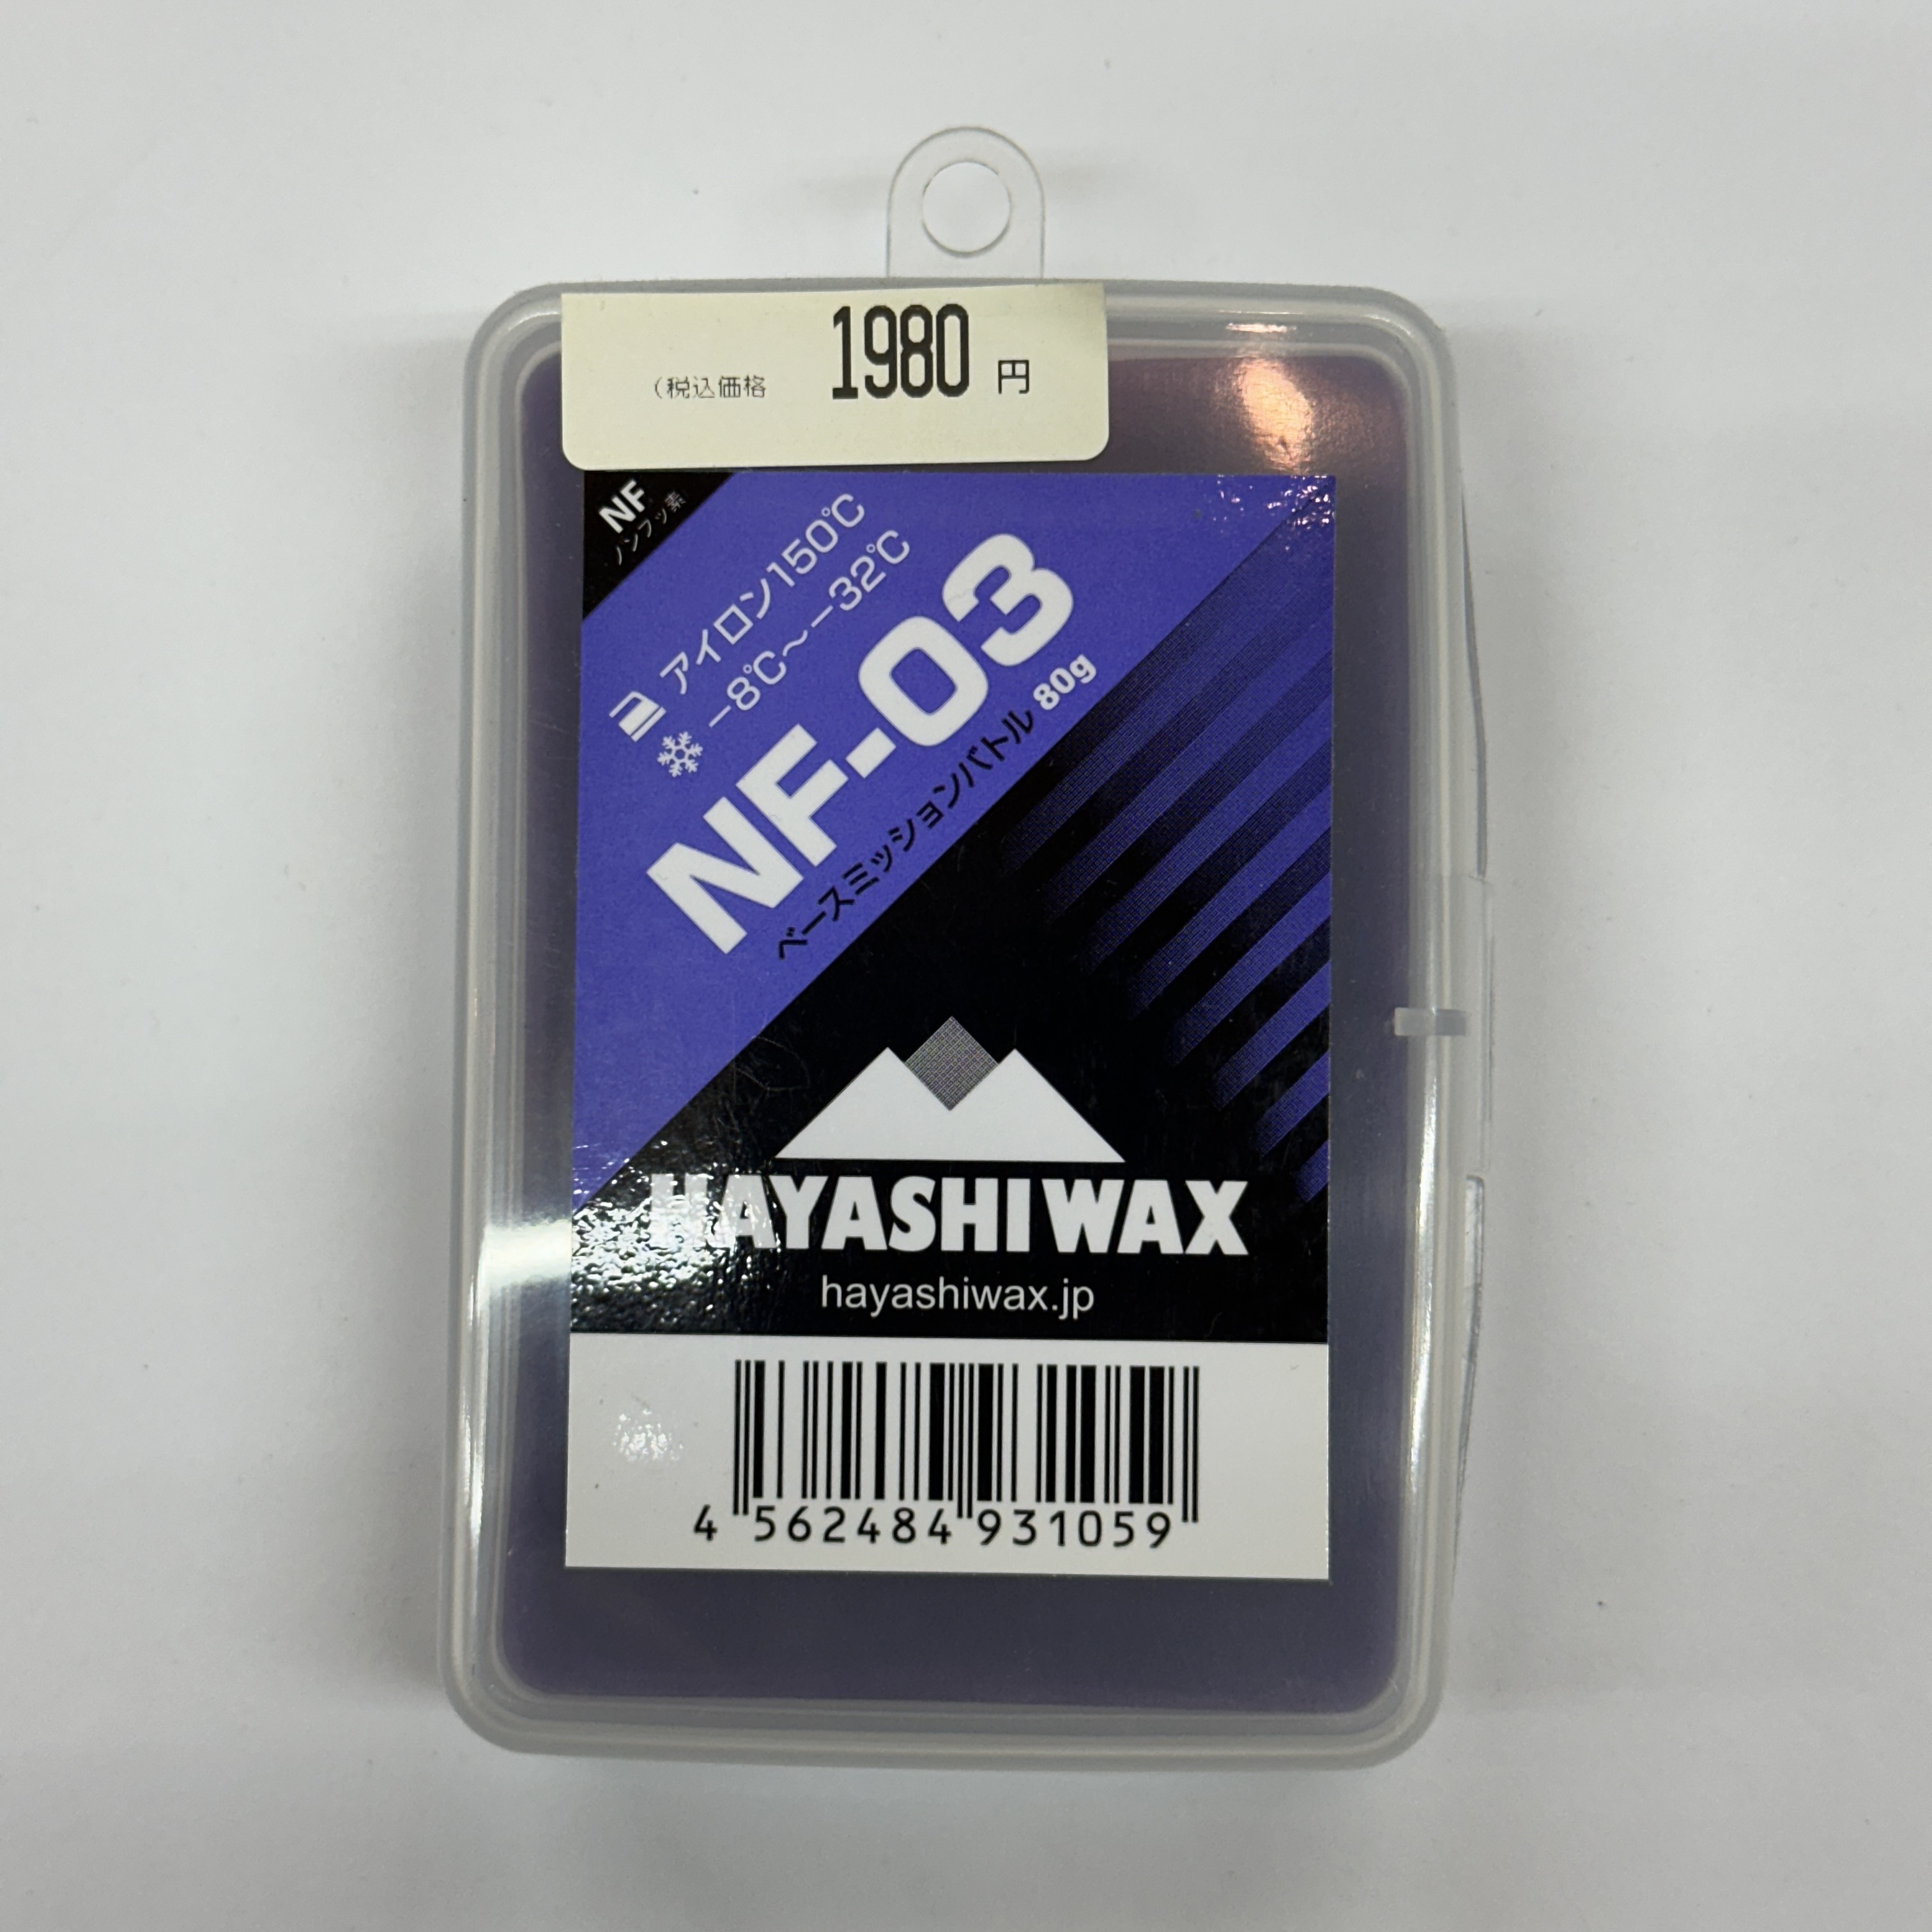 (税込価格 1980 円
NF
ノンフッ素
アイロン150℃
-8℃〜-32℃
NF-03
ベースミッションバトル 80g
HAYASHI WAX
hayashiwax.jp
4 562484 931059